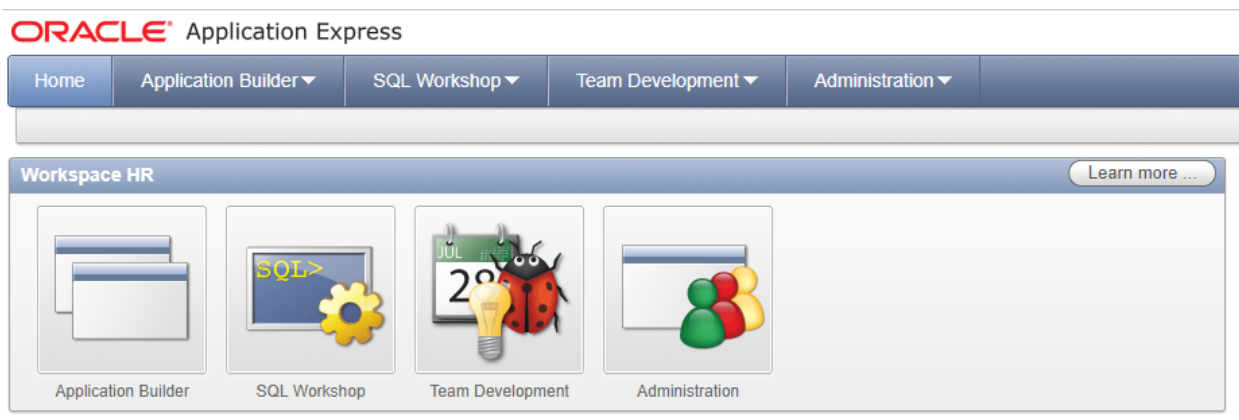 ORACLE® Application Express
Home Application Builder SQL Workshop Team Development Administration
Workspace HR Learn more ...
SQL>
JUL
28
Application Builder SQL Workshop Team Development Administration